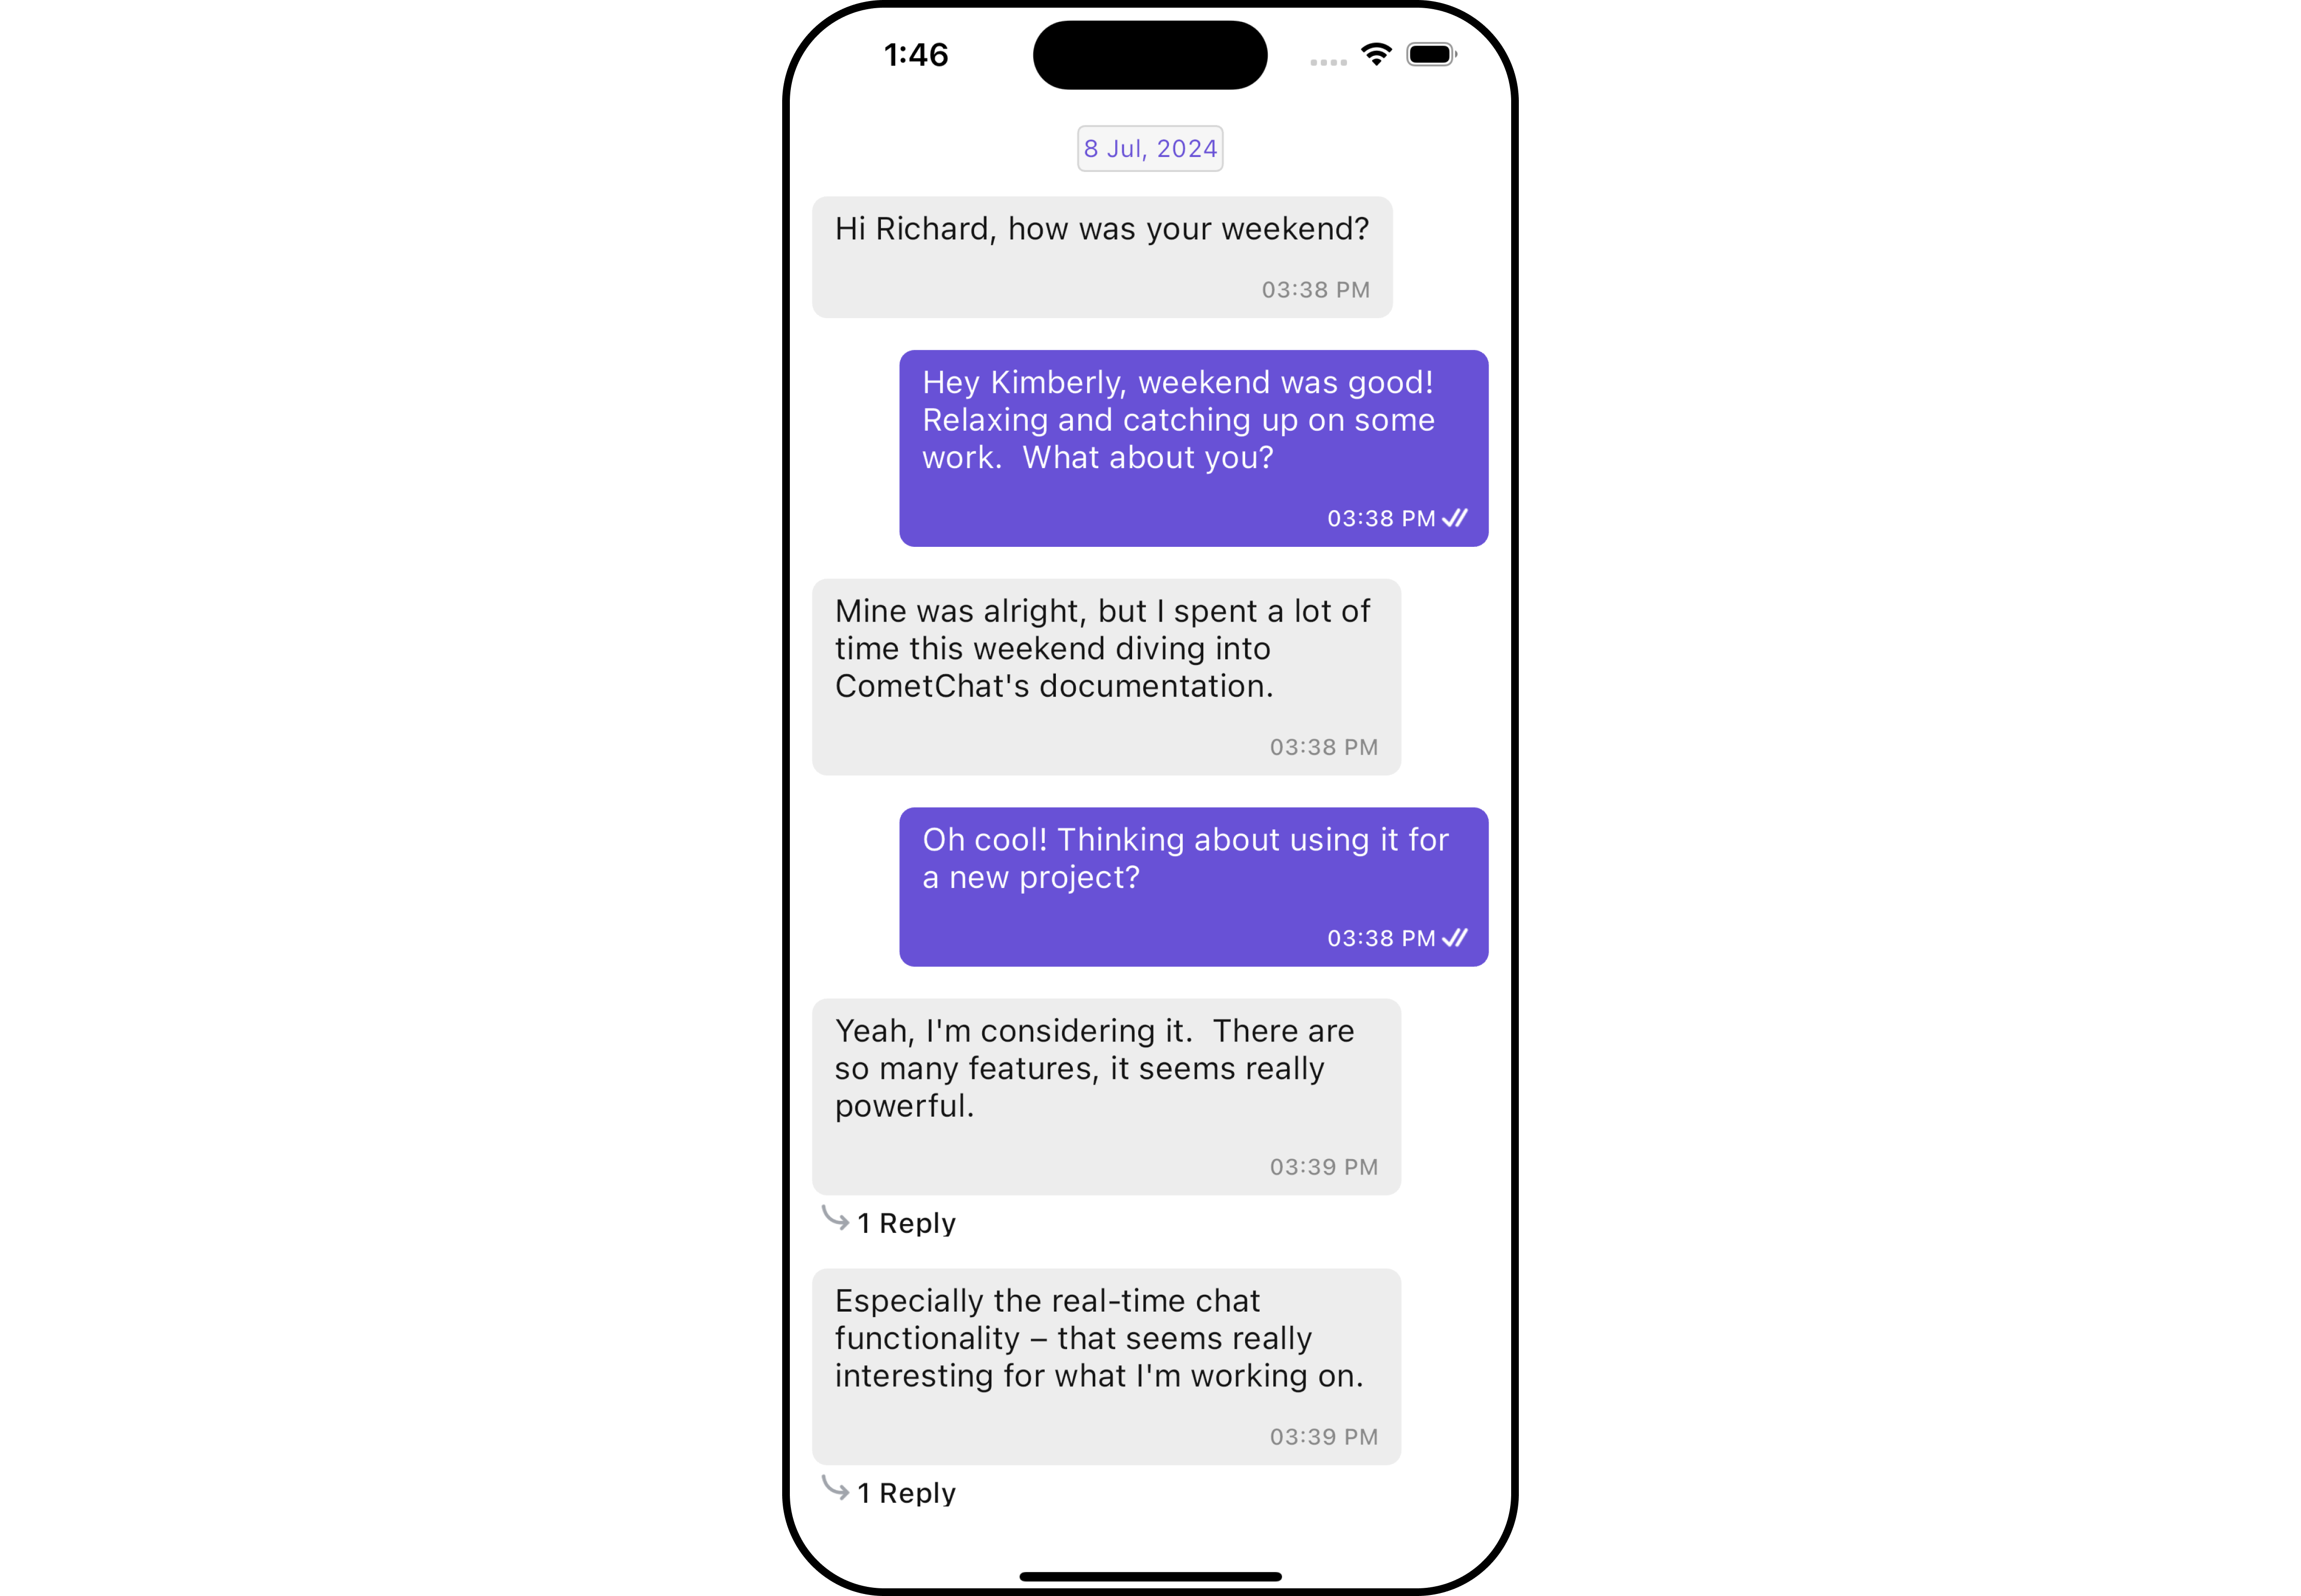 1:46
8 Jul, 2024
Hi Richard, how was your weekend?
03:38 PM
Hey Kimberly, weekend was good!
Relaxing and catching up on some
work.  What about you?
03:38 PM
Mine was alright, but I spent a lot of
time this weekend diving into
CometChat's documentation.
03:38 PM
Oh cool! Thinking about using it for
a new project?
03:38 PM
Yeah, I'm considering it.  There are
so many features, it seems really
powerful.
03:39 PM
1 Reply
Especially the real-time chat
functionality – that seems really
interesting for what I'm working on.
03:39 PM
1 Reply